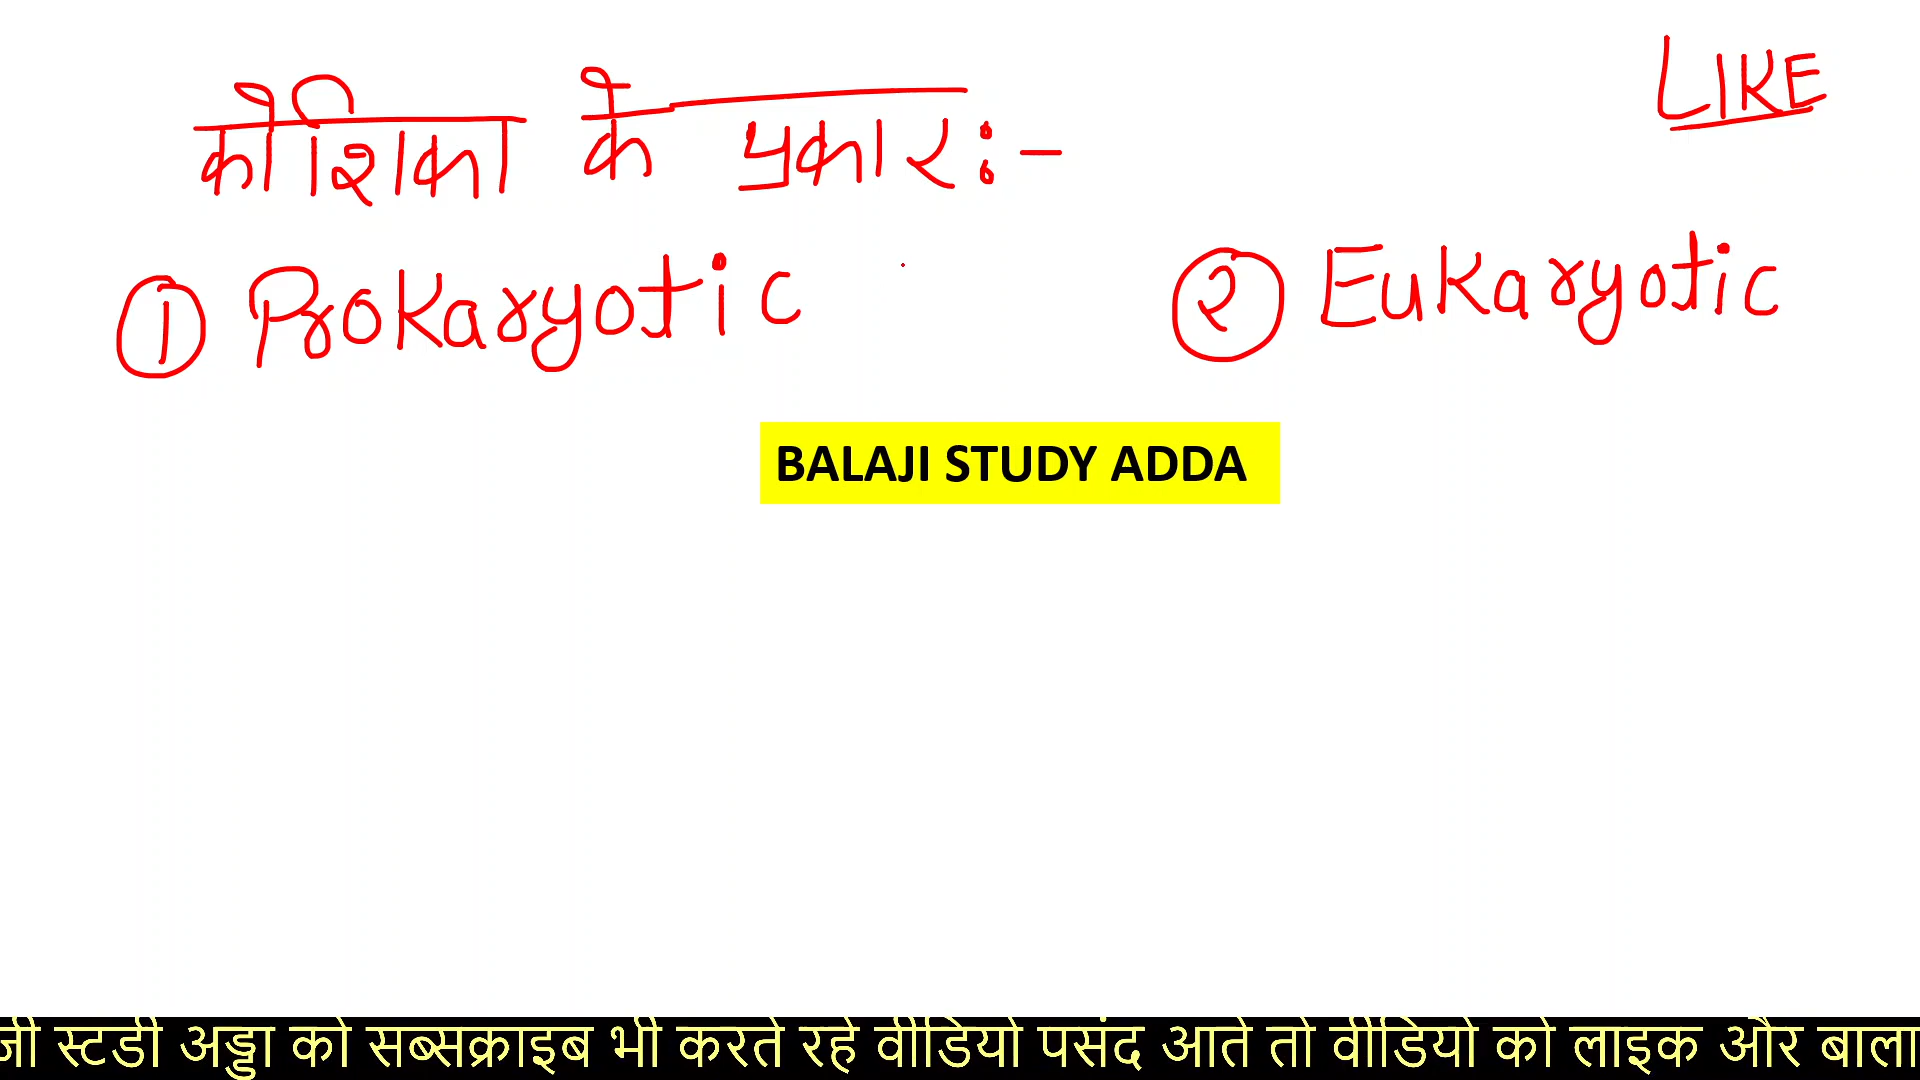 LIKE
कोशिका के प्रकार :-
① Prokaryotic
② Eukaryotic
BALAJI STUDY ADDA
जी स्टडी अड्डा को सब्सक्राइब भी करते रहे वीडियो पसंद आते तो वीडियो को लाइक और बाला